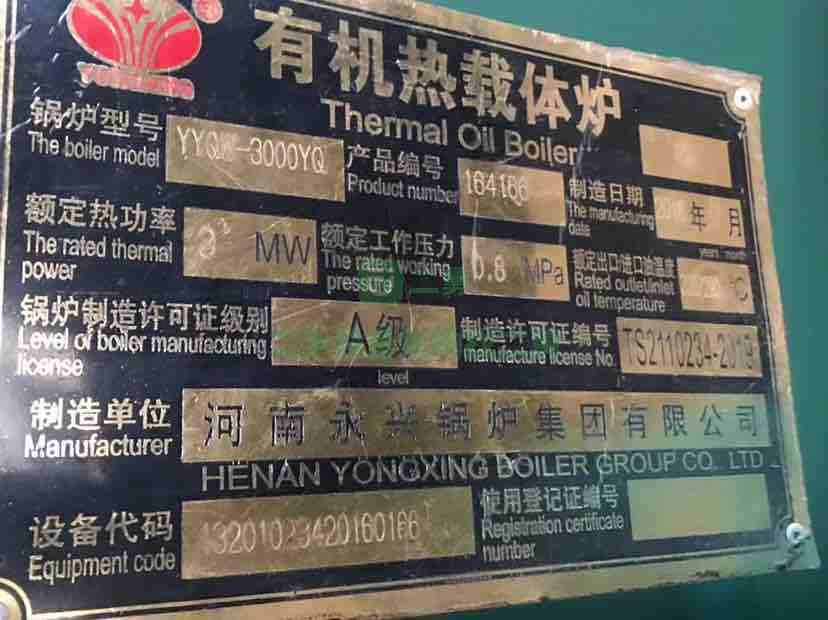 有机热载体炉
Thermal Oil Boiler
锅炉型号
The boiler model
YYQW-3000YQ
产品编号
Product number
164166
制造日期
The manufacturing
date
年 月
year month
额定热功率
The rated thermal
power
MW
额定工作压力
The rated working
pressure
0.8 MPa
额定出口/进口油温度
Rated outlet/inlet
oil temperature
℃
锅炉制造许可证级别
Level of boiler manufacturing
license
A级
level
制造许可证编号
manufacture license No.
TS2110234-2019
制造单位
Manufacturer
河南永兴锅炉集团有限公司
HENAN YONGXING BOILER GROUP CO. LTD
设备代码
Equipment code
使用登记证编号
Registration certificate
number